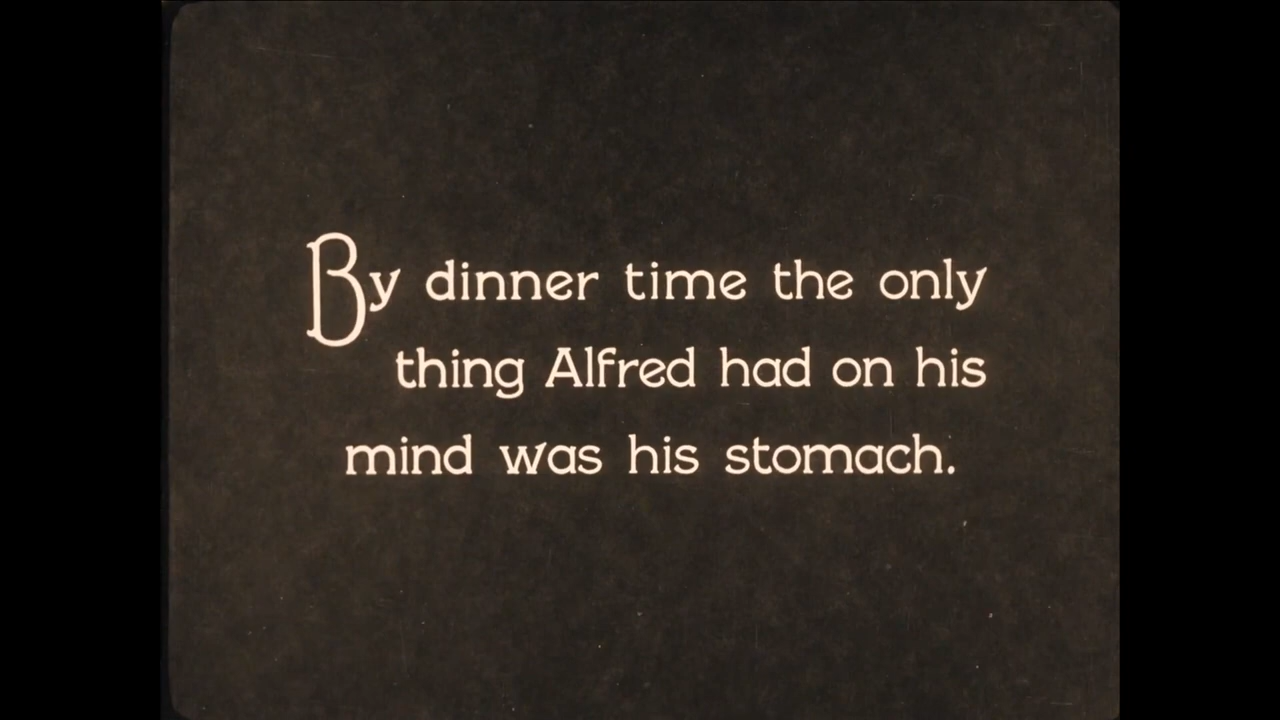 By dinner time the only
thing Alfred had on his
mind was his stomach.